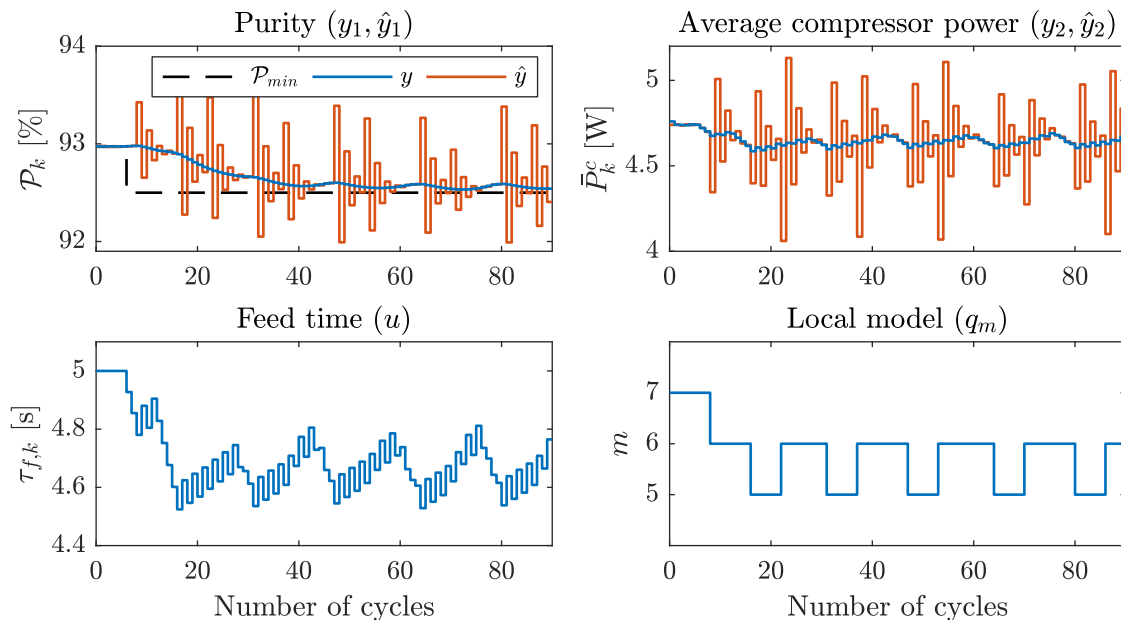 Purity (y₁, ŷ₁)
94
93
92
𝒫ₖ [%]
𝒫ₘᵢₙ y ŷ
0 20 40 60 80
Average compressor power (y₂, ŷ₂)
5
4.5
4
P̄ᶜₖ [W]
0 20 40 60 80
Feed time (u)
5
4.8
4.6
4.4
τ_{f,k} [s]
0 20 40 60 80
Number of cycles
Local model (qₘ)
7
6
5
m
0 20 40 60 80
Number of cycles